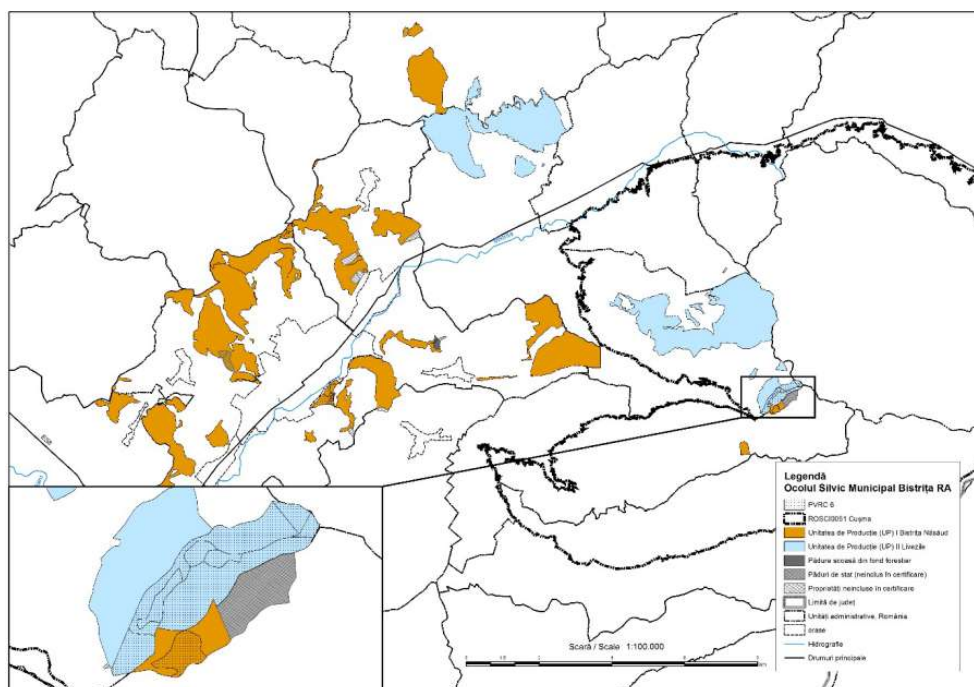 Legendă
Ocolul Silvic Municipal Bistrița RA
PVRC 6
ROSCI0051 Cușma
Unitatea de Producție (UP) I Bistrița Năsăud
Unitatea de Producție (UP) II Livezile
Pădure scoasă din fond forestier
Păduri de stat (neinclus în certificare)
Proprietăți neincluse în certificare
Limită de județ
Unități administrative, România
orase
Hidrografie
Drumuri principale
Scară / Scale 1:100.000